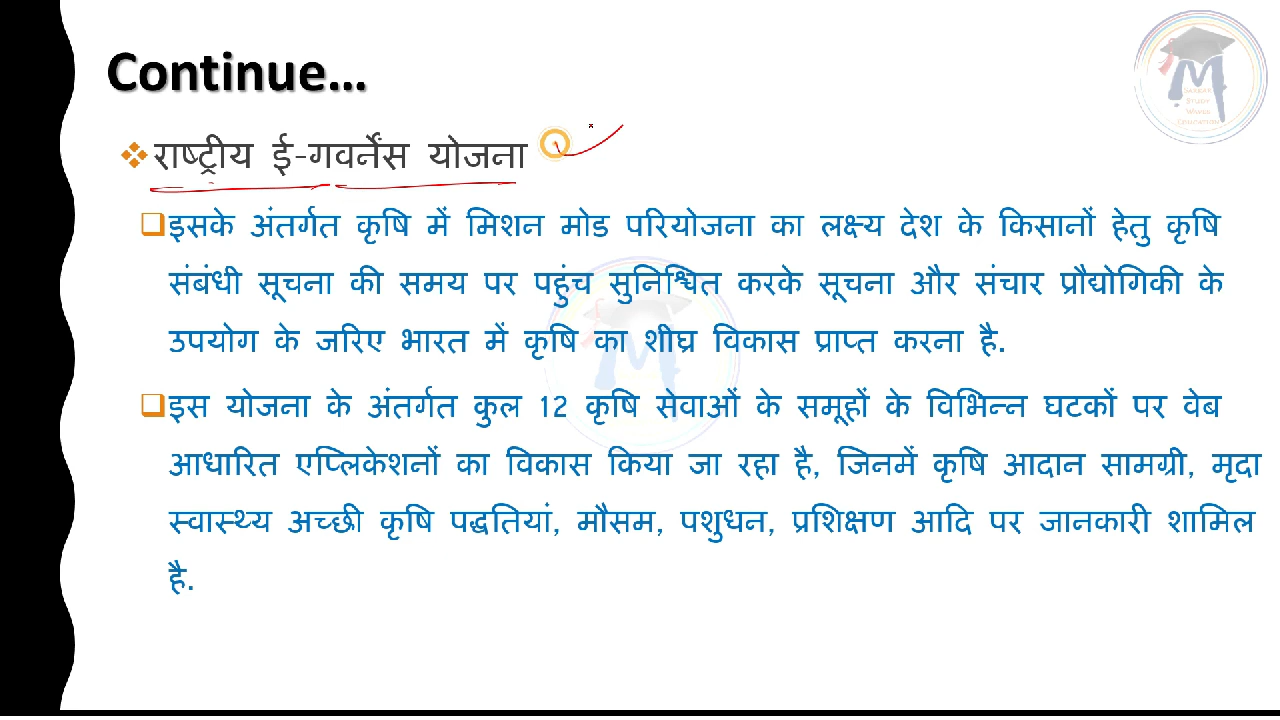 Continue...
राष्ट्रीय ई-गवर्नेंस योजना
इसके अंतर्गत कृषि में मिशन मोड परियोजना का लक्ष्य देश के किसानों हेतु कृषि
संबंधी सूचना की समय पर पहुंच सुनिश्चित करके सूचना और संचार प्रौद्योगिकी के
उपयोग के जरिए भारत में कृषि का शीघ्र विकास प्राप्त करना है.
इस योजना के अंतर्गत कुल 12 कृषि सेवाओं के समूहों के विभिन्न घटकों पर वेब
आधारित एप्लिकेशनों का विकास किया जा रहा है, जिनमें कृषि आदान सामग्री, मृदा
स्वास्थ्य अच्छी कृषि पद्धतियां, मौसम, पशुधन, प्रशिक्षण आदि पर जानकारी शामिल
है.